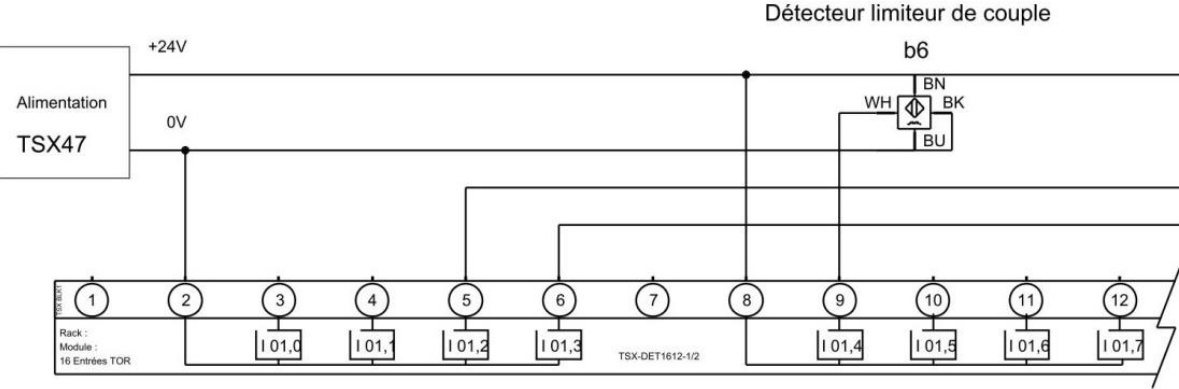 Détecteur limiteur de couple
b6
+24V
BN
Alimentation
WH
BK
TSX47
0V
BU
TSX BLK1
1
2
3
4
5
6
7
8
9
10
11
12
Rack :
Module :
16 Entrées TOR
I 01,0
I 01,1
I 01,2
I 01,3
TSX-DET1612-1/2
I 01,4
I 01,5
I 01,6
I 01,7